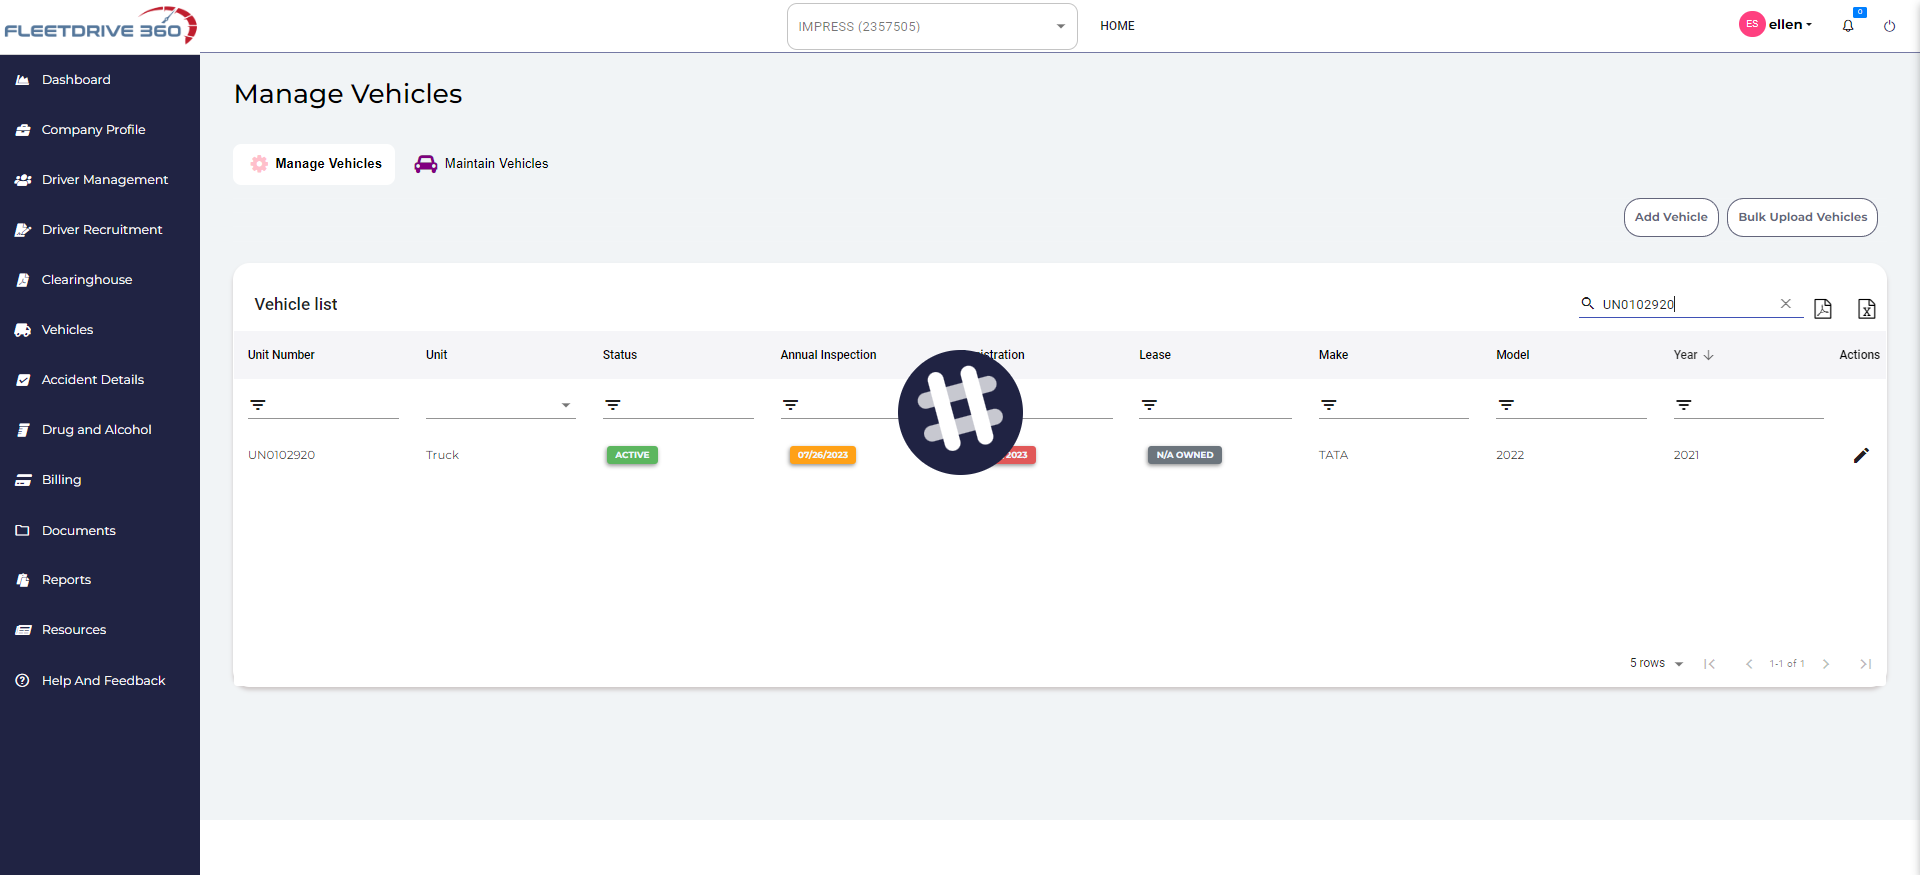 FLEETDRIVE 360
IMPRESS (2357505)
HOME
ES
ellen
0
Dashboard
Company Profile
Driver Management
Driver Recruitment
Clearinghouse
Vehicles
Accident Details
Drug and Alcohol
Billing
Documents
Reports
Resources
Help And Feedback
Manage Vehicles
Manage Vehicles
Maintain Vehicles
Add Vehicle
Bulk Upload Vehicles
Vehicle list
UN0102920
Unit Number
Unit
Status
Annual Inspection
istration
Lease
Make
Model
Year
Actions
UN0102920
Truck
ACTIVE
07/26/2023
2023
N/A OWNED
TATA
2022
2021
5 rows
1-1 of 1